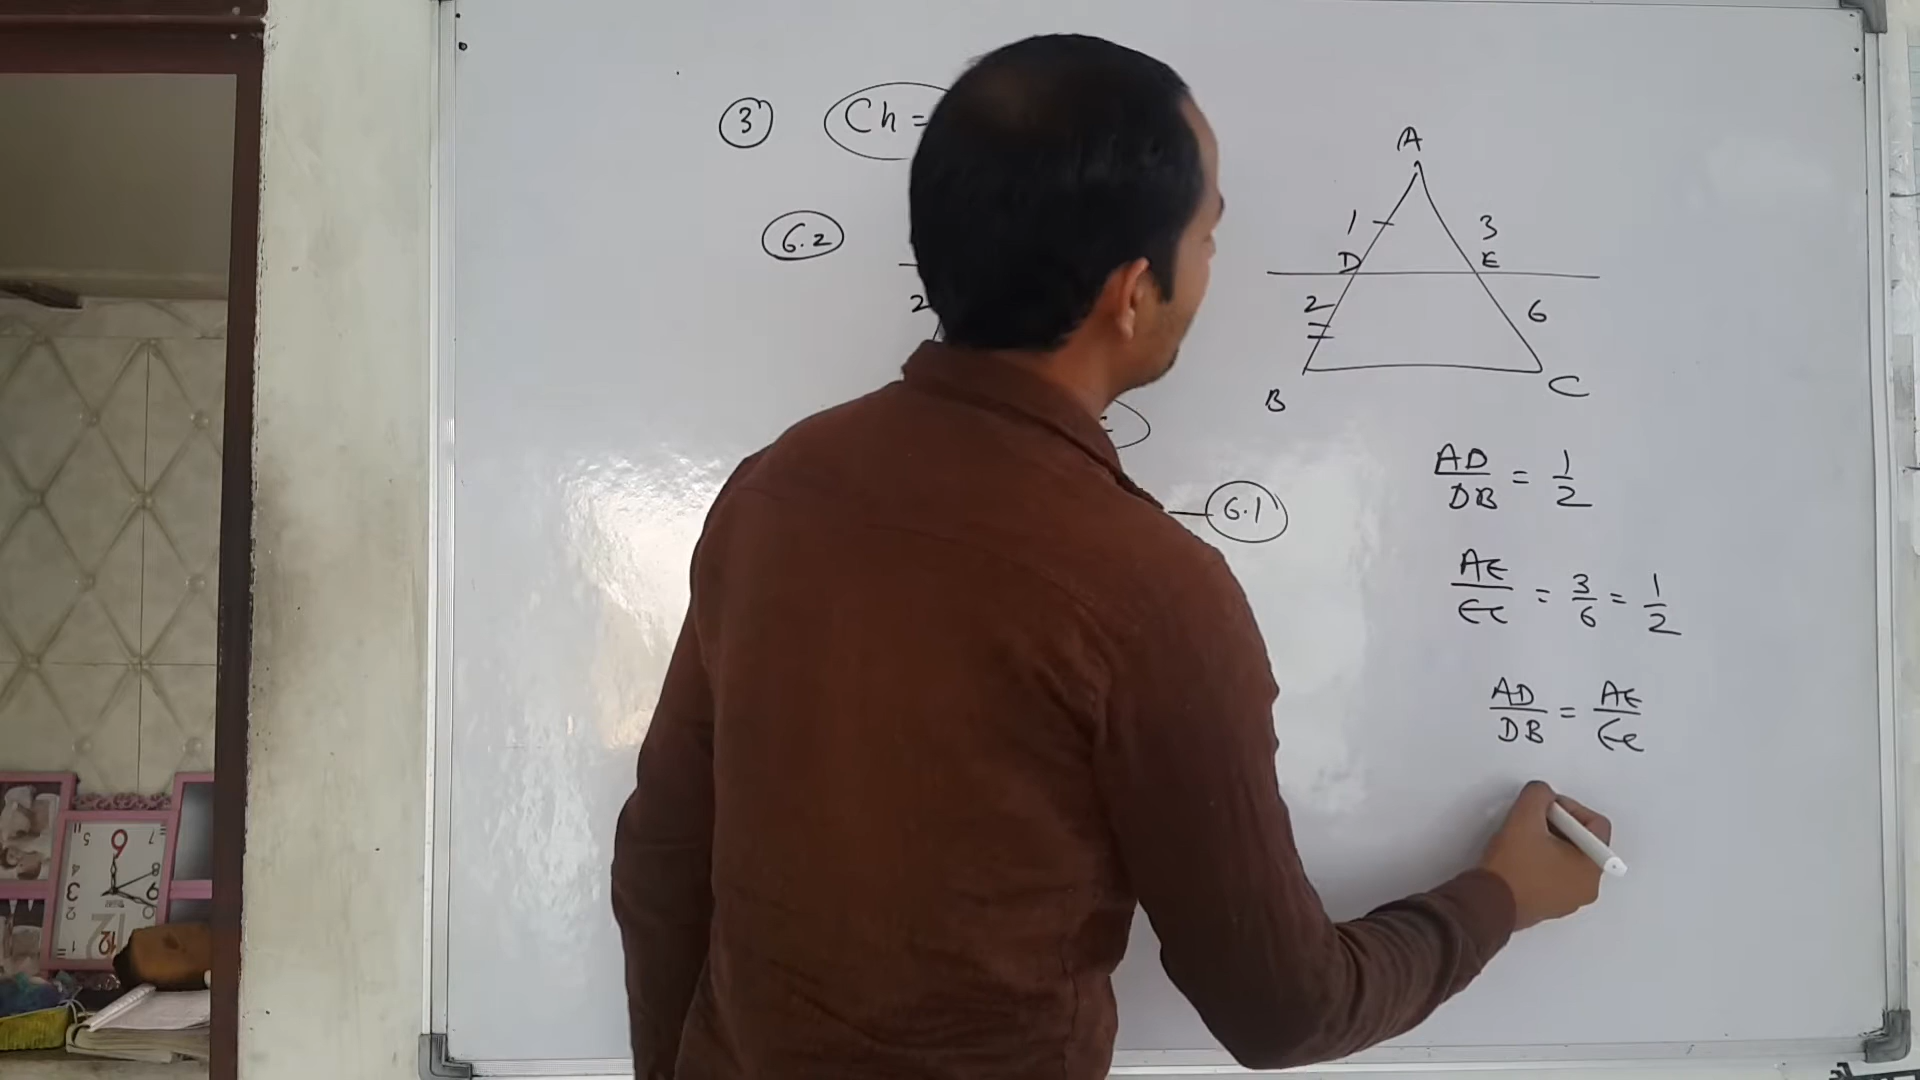 3
Ch =
6.2
2
6.1
A
1
3
D
E
2
6
B
C
AD/DB = 1/2
AE/EC = 3/6 = 1/2
AD/DB = AE/EC